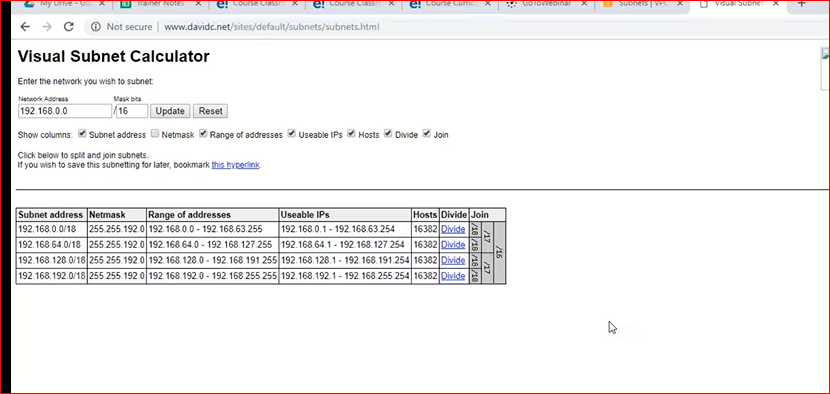 My Drive - Go
Trainer Notes
Course Classr
Course Classr
Course Curric
GoToWebinar
Subnets | VPC
Visual Subne
Not secure | www.davidc.net/sites/default/subnets/subnets.html
Visual Subnet Calculator
Enter the network you wish to subnet:
Network Address Mask bits
192.168.0.0 / 16 Update Reset
Show columns: Subnet address Netmask Range of addresses Useable IPs Hosts Divide Join
Click below to split and join subnets.
If you wish to save this subnetting for later, bookmark this hyperlink.
Subnet address Netmask Range of addresses Useable IPs Hosts Divide Join
192.168.0.0/18 255.255.192.0 192.168.0.0 - 192.168.63.255 192.168.0.1 - 192.168.63.254 16382 Divide /18 /17 /16
192.168.64.0/18 255.255.192.0 192.168.64.0 - 192.168.127.255 192.168.64.1 - 192.168.127.254 16382 Divide /18
192.168.128.0/18 255.255.192.0 192.168.128.0 - 192.168.191.255 192.168.128.1 - 192.168.191.254 16382 Divide /18 /17
192.168.192.0/18 255.255.192.0 192.168.192.0 - 192.168.255.255 192.168.192.1 - 192.168.255.254 16382 Divide /18